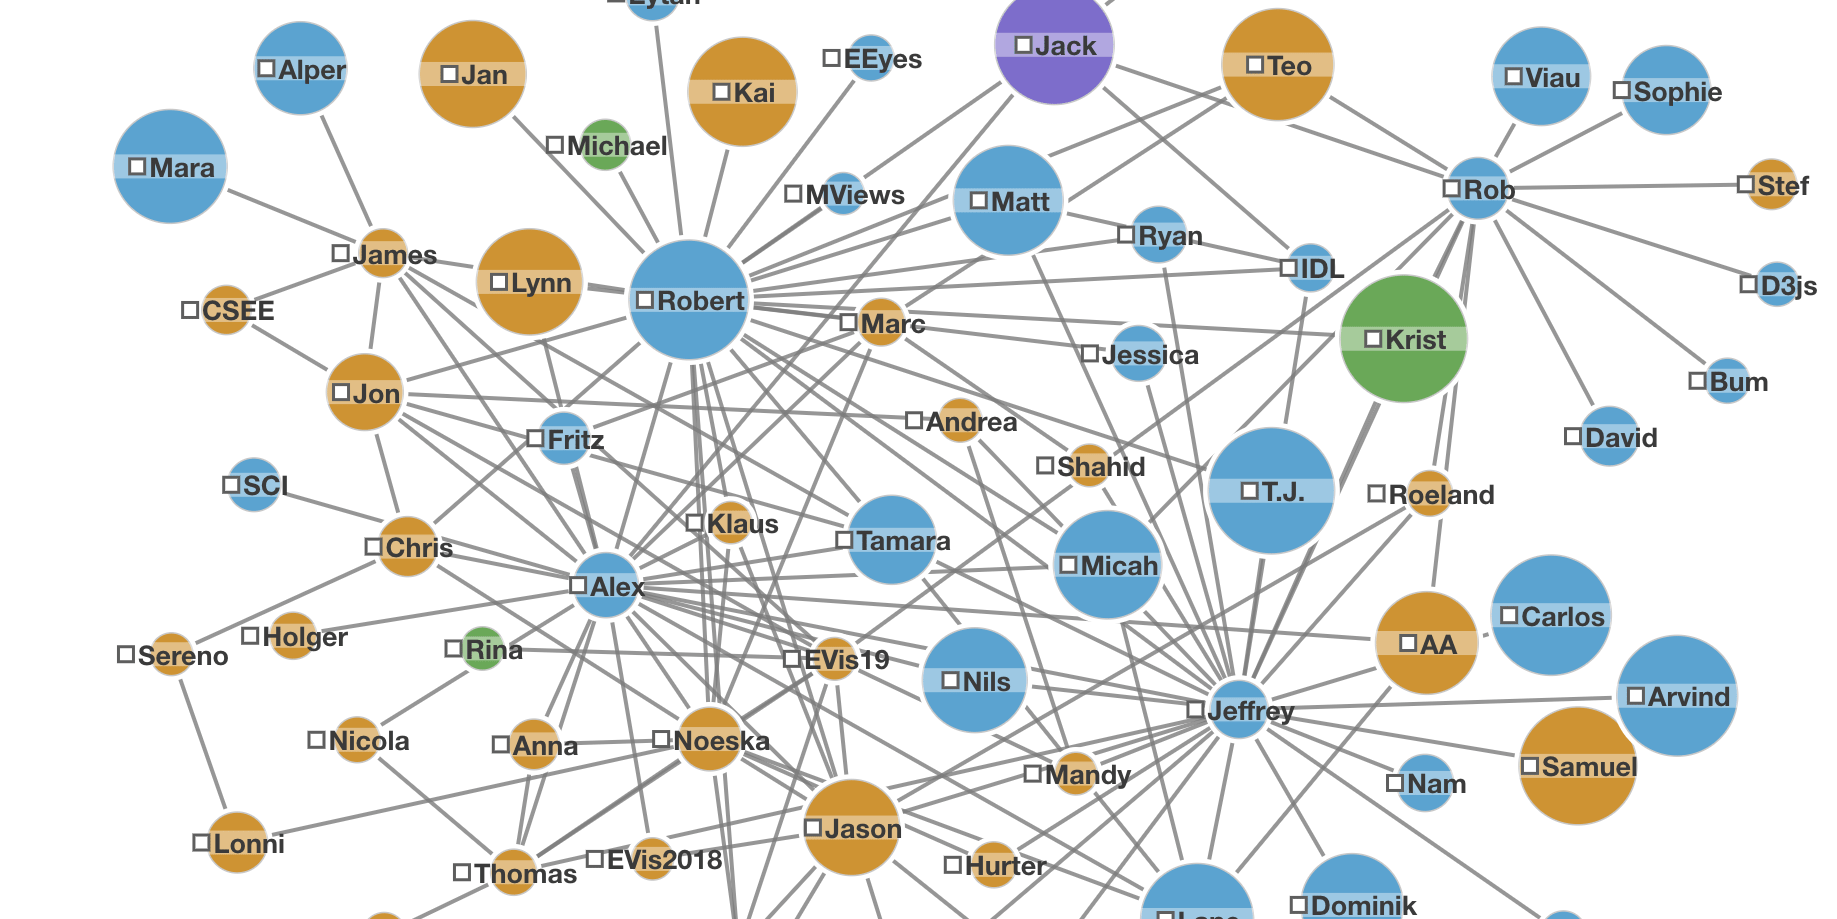 Eytan
Jack
EEyes
Teo
Alper
Jan
Viau
Kai
Sophie
Michael
Mara
Stef
Rob
MViews
Matt
Ryan
James
IDL
Lynn
D3js
Robert
CSEE
Marc
Krist
Jessica
Bum
Jon
Andrea
David
Fritz
Shahid
SCI
T.J.
Roeland
Klaus
Tamara
Chris
Micah
Alex
Carlos
Holger
AA
Rina
Sereno
EVis19
Nils
Arvind
Jeffrey
Nicola
Noeska
Anna
Samuel
Mandy
Nam
Jason
Lonni
EVis2018
Hurter
Thomas
Dominik